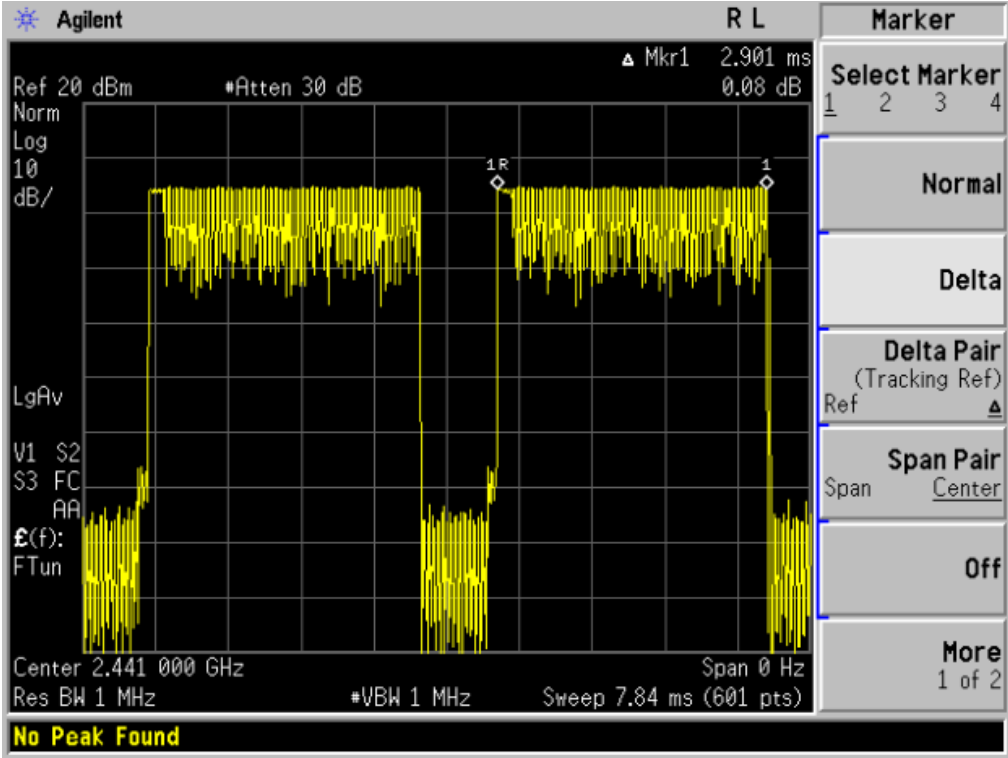 Agilent R L Marker
▵ Mkr1 2.901 ms
Ref 20 dBm #Atten 30 dB 0.08 dB
Norm
Log
10
dB/
1R 1
LgAv
V1 S2
S3 FC
AA
£(f):
FTun
Center 2.441 000 GHz Span 0 Hz
Res BW 1 MHz #VBW 1 MHz Sweep 7.84 ms (601 pts)
No Peak Found
Select Marker
1 2 3 4
Normal
Delta
Delta Pair
(Tracking Ref)
Ref ▵
Span Pair
Span Center
Off
More
1 of 2